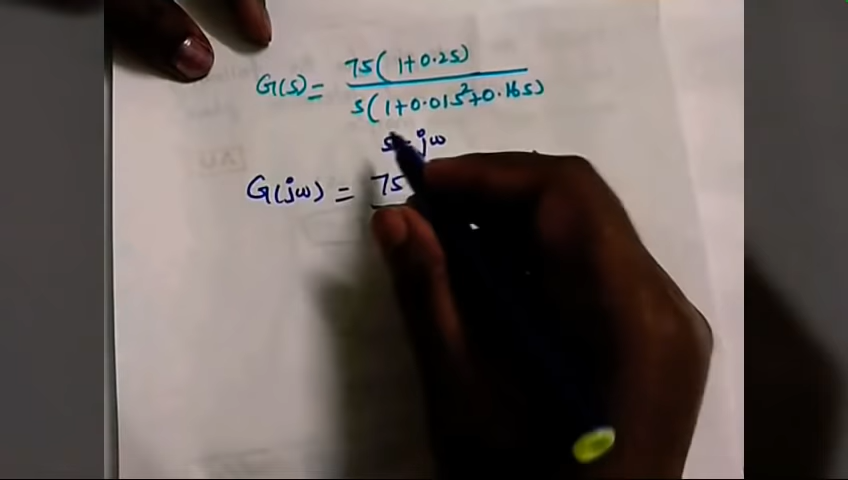 G(s) = 75(1+0.2s)
s(1+0.01s²+0.16s)
s = jω
G(jω) = 75